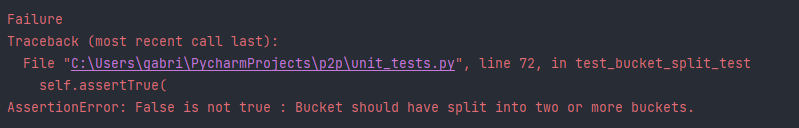 Failure
Traceback (most recent call last):
File "C:\Users\gabri\PycharmProjects\p2p\unit_tests.py", line 72, in test_bucket_split_test
self.assertTrue(
AssertionError: False is not true : Bucket should have split into two or more buckets.